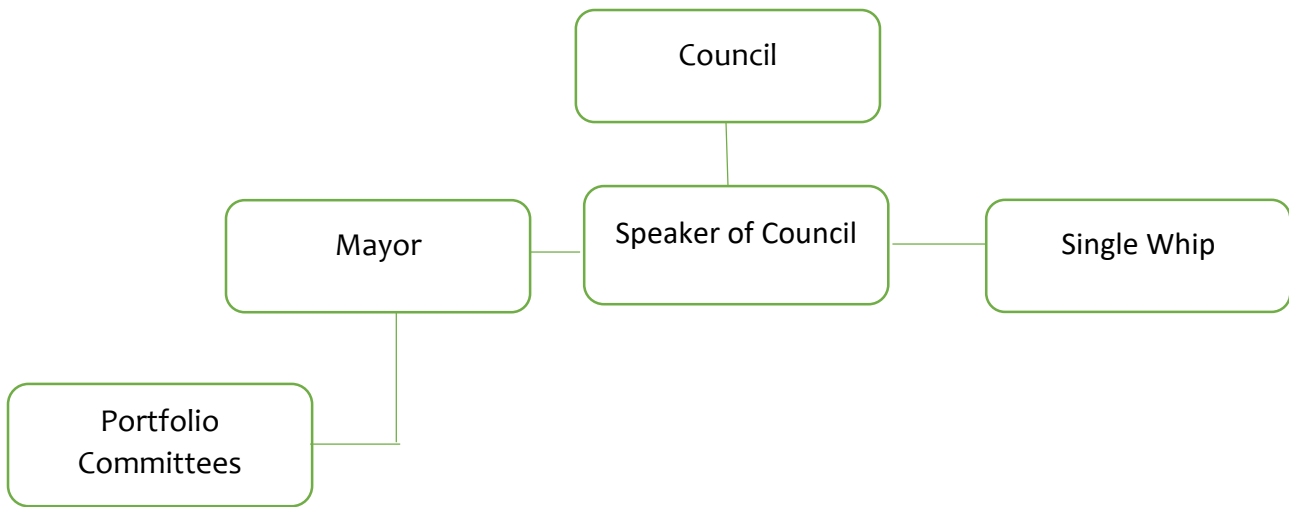 Council
Mayor
Speaker of Council
Single Whip
Portfolio
Committees